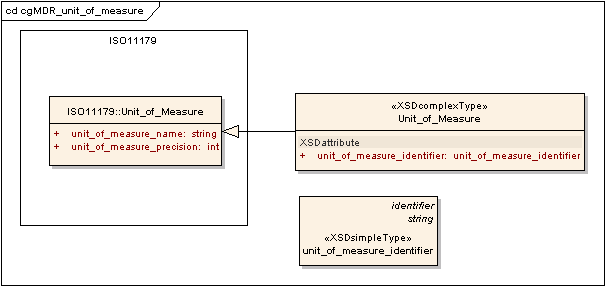 cd cgMDR_unit_of_measure
ISO11179
ISO11179::Unit_of_Measure
+ unit_of_measure_name: string
+ unit_of_measure_precision: int
«XSDcomplexType»
Unit_of_Measure
XSDattribute
+ unit_of_measure_identifier: unit_of_measure_identifier
identifier
string
«XSDsimpleType»
unit_of_measure_identifier